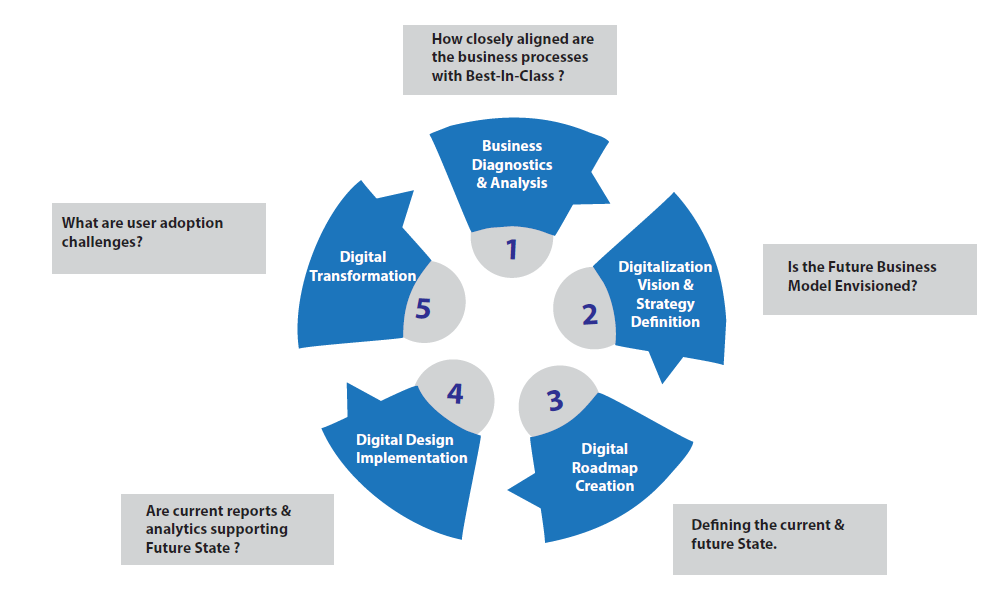 How closely aligned are
the business processes
with Best-In-Class ?
Business
Diagnostics
& Analysis
1
Digitalization
Vision &
Strategy
Definition
2
Is the Future Business
Model Envisioned?
Digital
Roadmap
Creation
3
Defining the current &
future State.
Digital Design
Implementation
4
Are current reports &
analytics supporting
Future State ?
Digital
Transformation
5
What are user adoption
challenges?